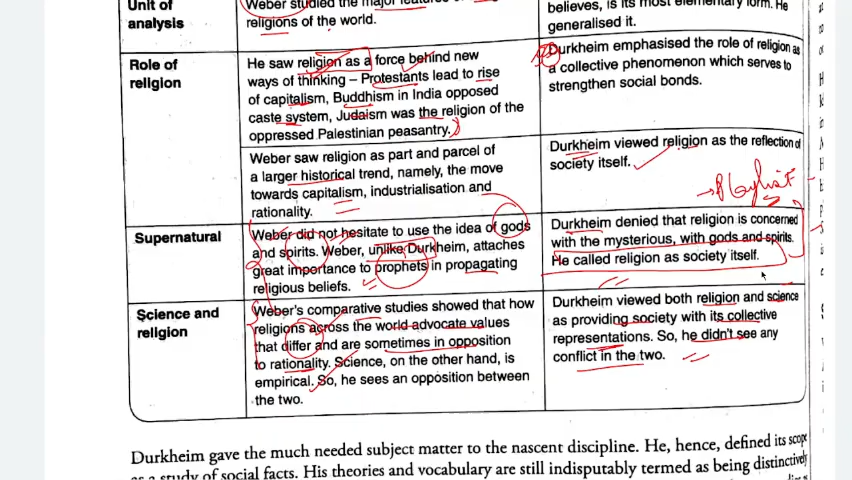 Unit of
analysis
Weber studied the major features of
religions of the world.
believes, is its most elementary form. He
generalised it.
Role of
religion
He saw religion as a force behind new
ways of thinking – Protestants lead to rise
of capitalism, Buddhism in India opposed
caste system, Judaism was the religion of the
oppressed Palestinian peasantry.
Durkheim emphasised the role of religion as
a collective phenomenon which serves to
strengthen social bonds.
Weber saw religion as part and parcel of
a larger historical trend, namely, the move
towards capitalism, industrialisation and
rationality.
Durkheim viewed religion as the reflection of
society itself.
Playlist
Supernatural
Weber did not hesitate to use the idea of gods
and spirits. Weber, unlike Durkheim, attaches
great importance to prophets in propagating
religious beliefs.
Durkheim denied that religion is concerned
with the mysterious, with gods and spirits.
He called religion as society itself.
Science and
religion
Weber's comparative studies showed that how
religions across the world advocate values
that differ and are sometimes in opposition
to rationality. Science, on the other hand, is
empirical. So, he sees an opposition between
the two.
Durkheim viewed both religion and science
as providing society with its collective
representations. So, he didn't see any
conflict in the two.
Durkheim gave the much needed subject matter to the nascent discipline. He, hence, defined its scope
as a study of social facts. His theories and vocabulary are still indisputably termed as being distinctively